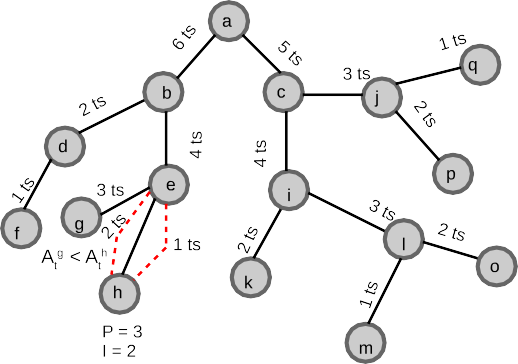 a
6 ts
5 ts
1 ts
q
3 ts
b
c
j
2 ts
2 ts
d
4 ts
4 ts
p
1 ts
3 ts
e
i
g
2 ts
3 ts
f
l
2 ts
A_t^g < A_t^h
1 ts
2 ts
o
k
h
1 ts
P = 3
I = 2
m